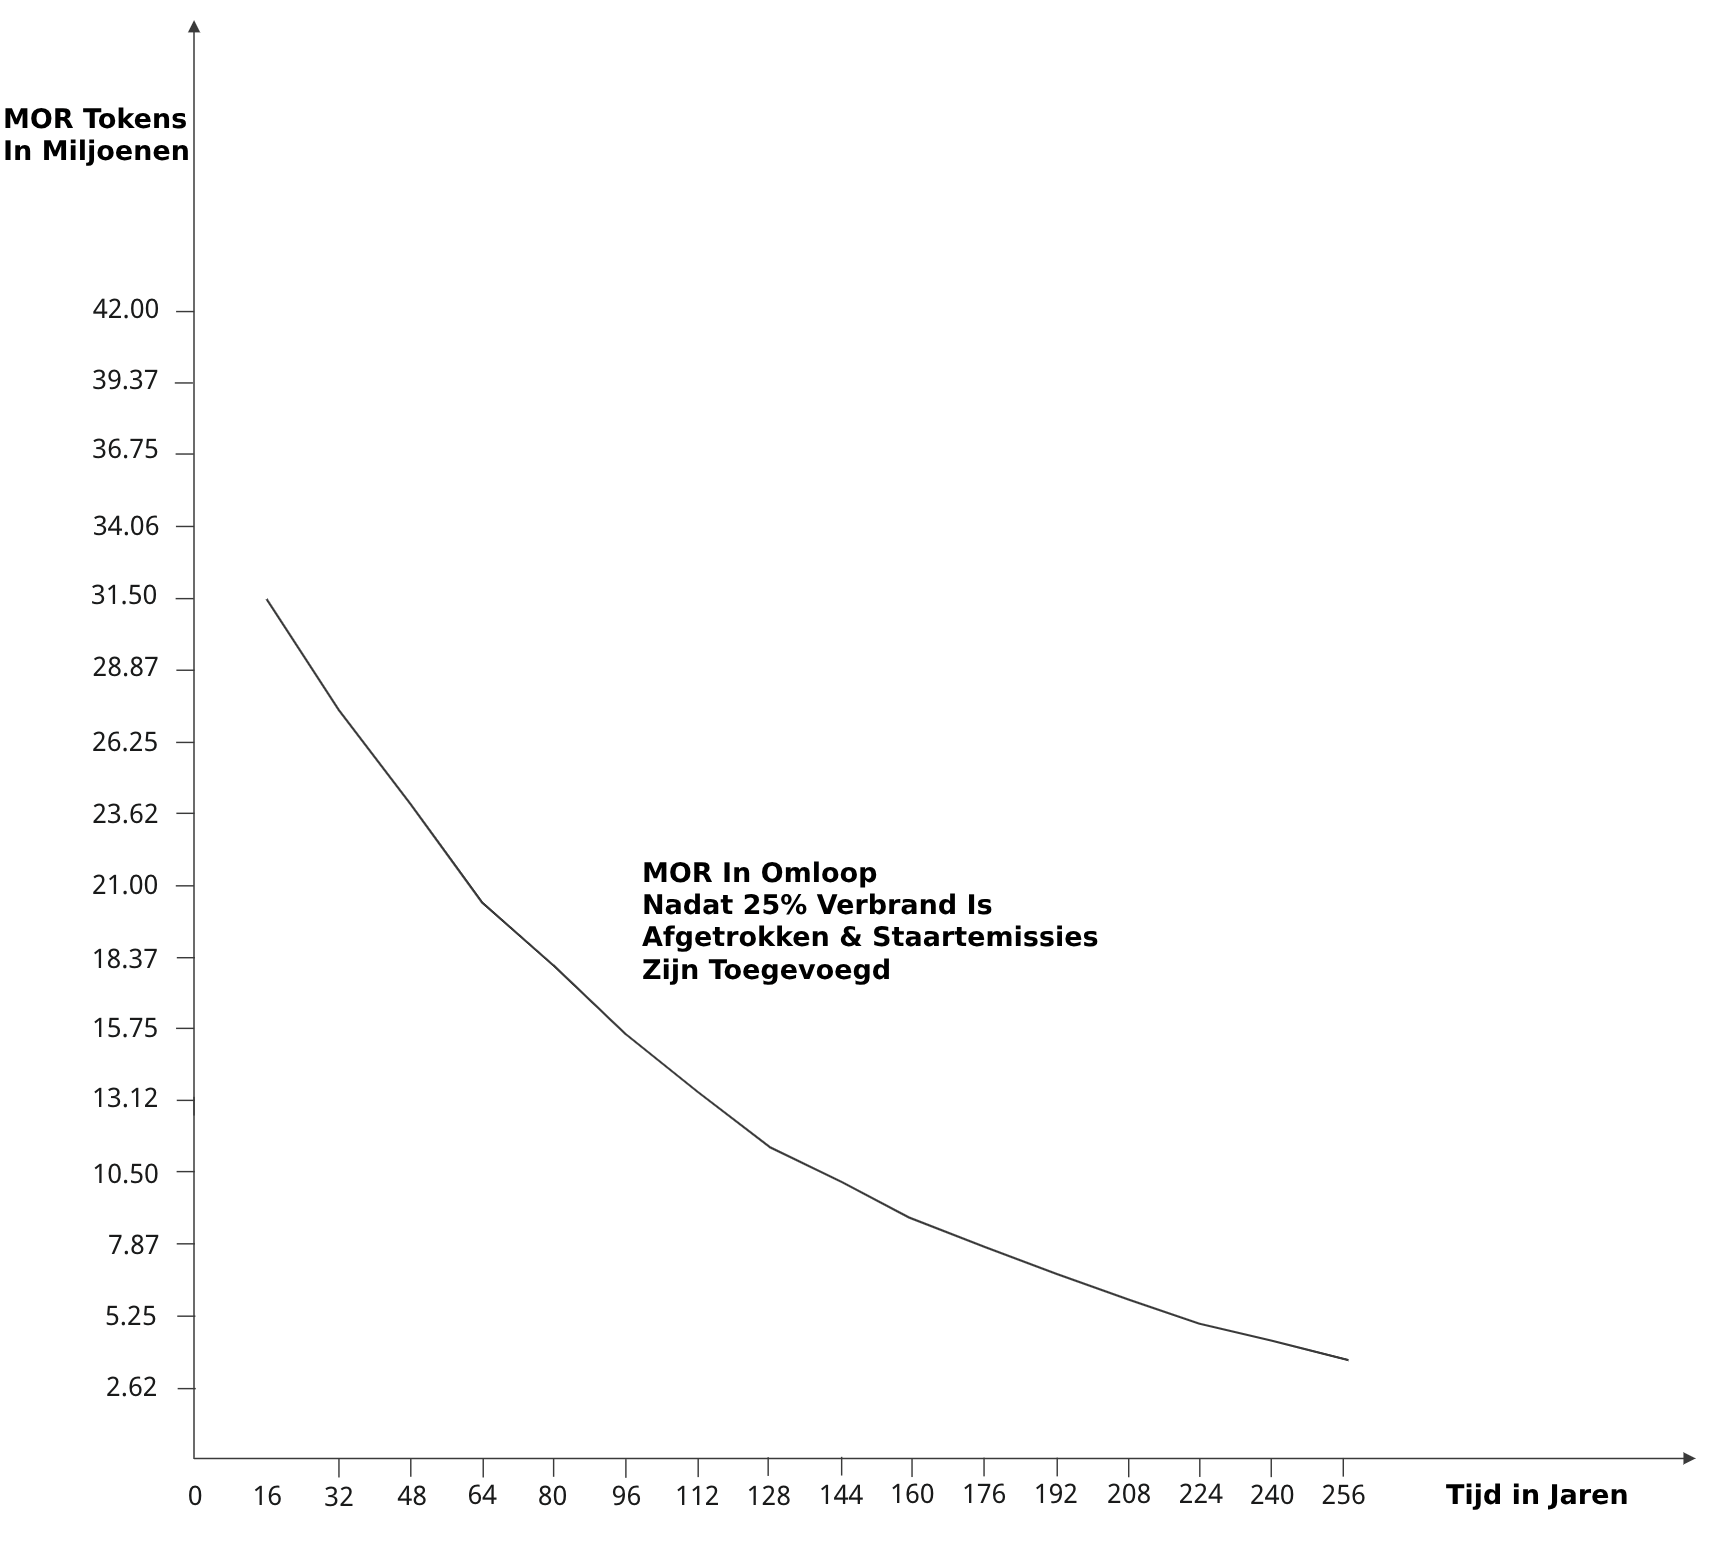 MOR Tokens
In Miljoenen
42.00
39.37
36.75
34.06
31.50
28.87
26.25
23.62
21.00
18.37
15.75
13.12
10.50
7.87
5.25
2.62
MOR In Omloop
Nadat 25% Verbrand Is
Afgetrokken & Staartemissies
Zijn Toegevoegd
0 16 32 48 64 80 96 112 128 144 160 176 192 208 224 240 256 Tijd in Jaren